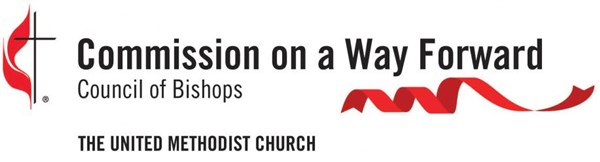 Commission on a Way Forward
Council of Bishops
®
THE UNITED METHODIST CHURCH